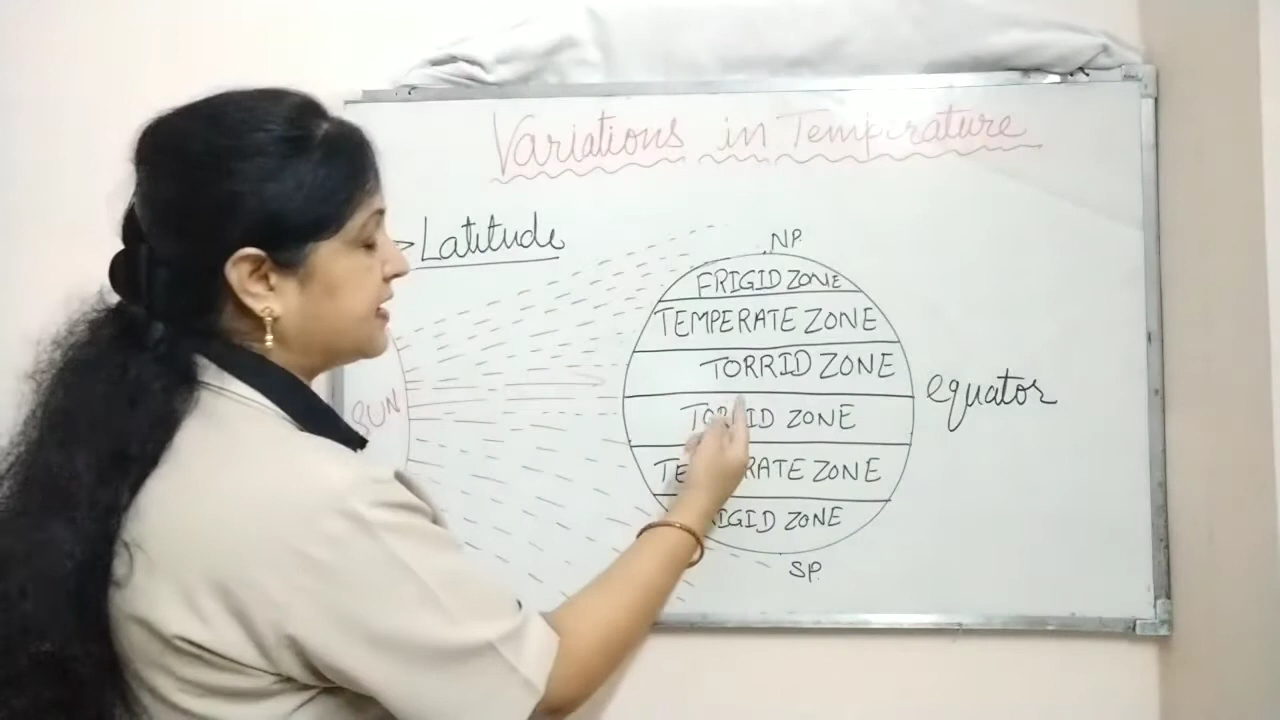 Variations in Temperature
Latitude
NP.
FRIGID ZONE
TEMPERATE ZONE
TORRID ZONE
equator
SUN
ZONE
ZONE
ZONE
SP.